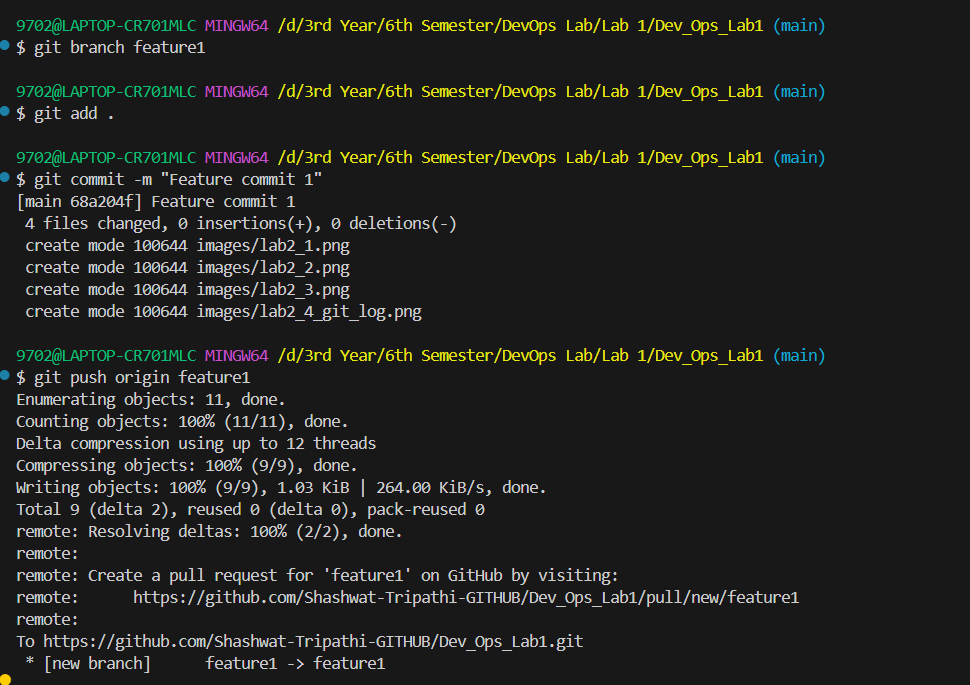 9702@LAPTOP-CR701MLC MINGW64 /d/3rd Year/6th Semester/DevOps Lab/Lab 1/Dev_Ops_Lab1 (main)
$ git branch feature1
9702@LAPTOP-CR701MLC MINGW64 /d/3rd Year/6th Semester/DevOps Lab/Lab 1/Dev_Ops_Lab1 (main)
$ git add .
9702@LAPTOP-CR701MLC MINGW64 /d/3rd Year/6th Semester/DevOps Lab/Lab 1/Dev_Ops_Lab1 (main)
$ git commit -m "Feature commit 1"
[main 68a204f] Feature commit 1
 4 files changed, 0 insertions(+), 0 deletions(-)
 create mode 100644 images/lab2_1.png
 create mode 100644 images/lab2_2.png
 create mode 100644 images/lab2_3.png
 create mode 100644 images/lab2_4_git_log.png
9702@LAPTOP-CR701MLC MINGW64 /d/3rd Year/6th Semester/DevOps Lab/Lab 1/Dev_Ops_Lab1 (main)
$ git push origin feature1
Enumerating objects: 11, done.
Counting objects: 100% (11/11), done.
Delta compression using up to 12 threads
Compressing objects: 100% (9/9), done.
Writing objects: 100% (9/9), 1.03 KiB | 264.00 KiB/s, done.
Total 9 (delta 2), reused 0 (delta 0), pack-reused 0
remote: Resolving deltas: 100% (2/2), done.
remote:
remote: Create a pull request for 'feature1' on GitHub by visiting:
remote:      https://github.com/Shashwat-Tripathi-GITHUB/Dev_Ops_Lab1/pull/new/feature1
remote:
To https://github.com/Shashwat-Tripathi-GITHUB/Dev_Ops_Lab1.git
 * [new branch]      feature1 -> feature1